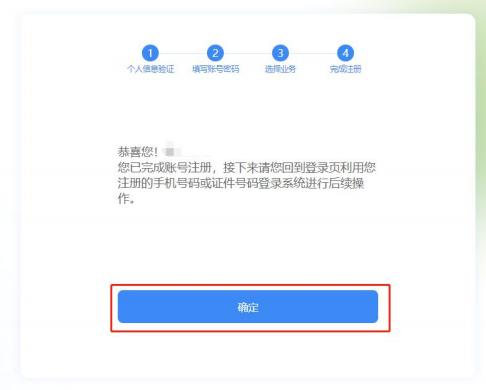 1 2 3 4
个人信息验证 填写账号密码 选择业务 完成注册
恭喜您！
您已完成账号注册，接下来请您回到登录页利用您
注册的手机号码或证件号码登录系统进行后续操
作。
确定